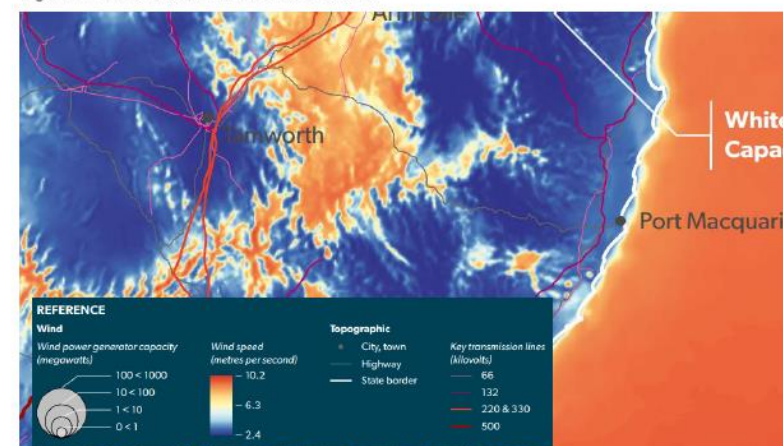 Tamworth
White
Capa
Port Macquari
REFERENCE
Wind
Wind power generator capacity
(megawatts)
100 < 1000
10 < 100
1 < 10
0 < 1
Wind speed
(metres per second)
10.2
6.3
2.4
Topographic
City, town
Highway
State border
Key transmission lines
(kilovolts)
66
132
220 & 330
500